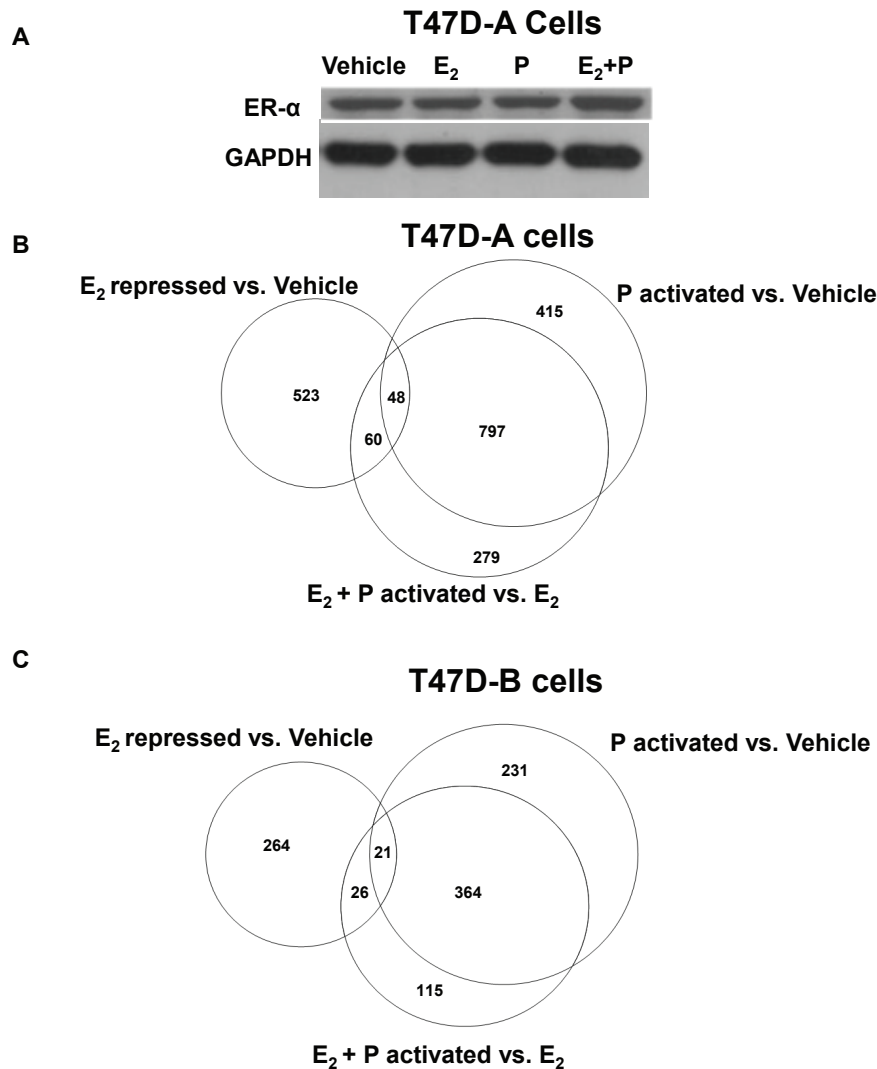 A
T47D-A Cells
Vehicle E₂ P E₂+P
ER-α
GAPDH
B
T47D-A cells
E₂ repressed vs. Vehicle
P activated vs. Vehicle
415
523
48
60
797
279
E₂ + P activated vs. E₂
C
T47D-B cells
E₂ repressed vs. Vehicle
P activated vs. Vehicle
231
264
21
26
364
115
E₂ + P activated vs. E₂